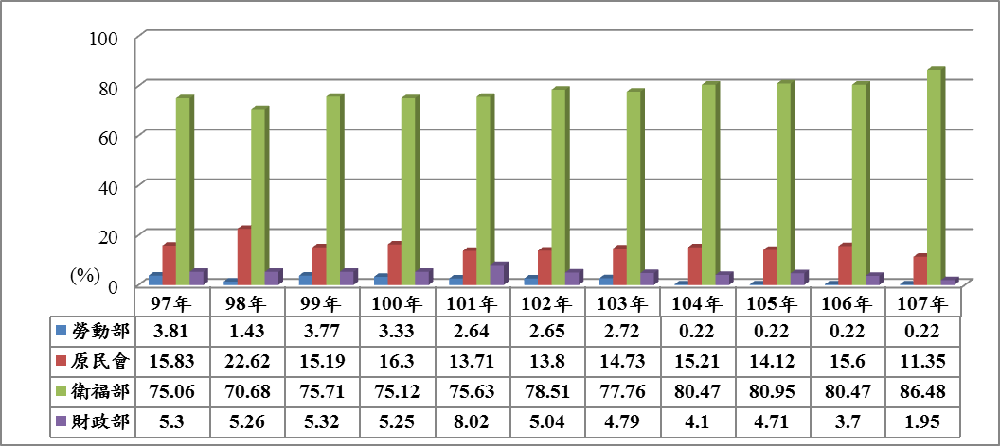 100
80
60
40
20
(%)
0
97年 98年 99年 100年 101年 102年 103年 104年 105年 106年 107年
勞動部 3.81 1.43 3.77 3.33 2.64 2.65 2.72 0.22 0.22 0.22 0.22
原民會 15.83 22.62 15.19 16.3 13.71 13.8 14.73 15.21 14.12 15.6 11.35
衛福部 75.06 70.68 75.71 75.12 75.63 78.51 77.76 80.47 80.95 80.47 86.48
財政部 5.3 5.26 5.32 5.25 8.02 5.04 4.79 4.1 4.71 3.7 1.95